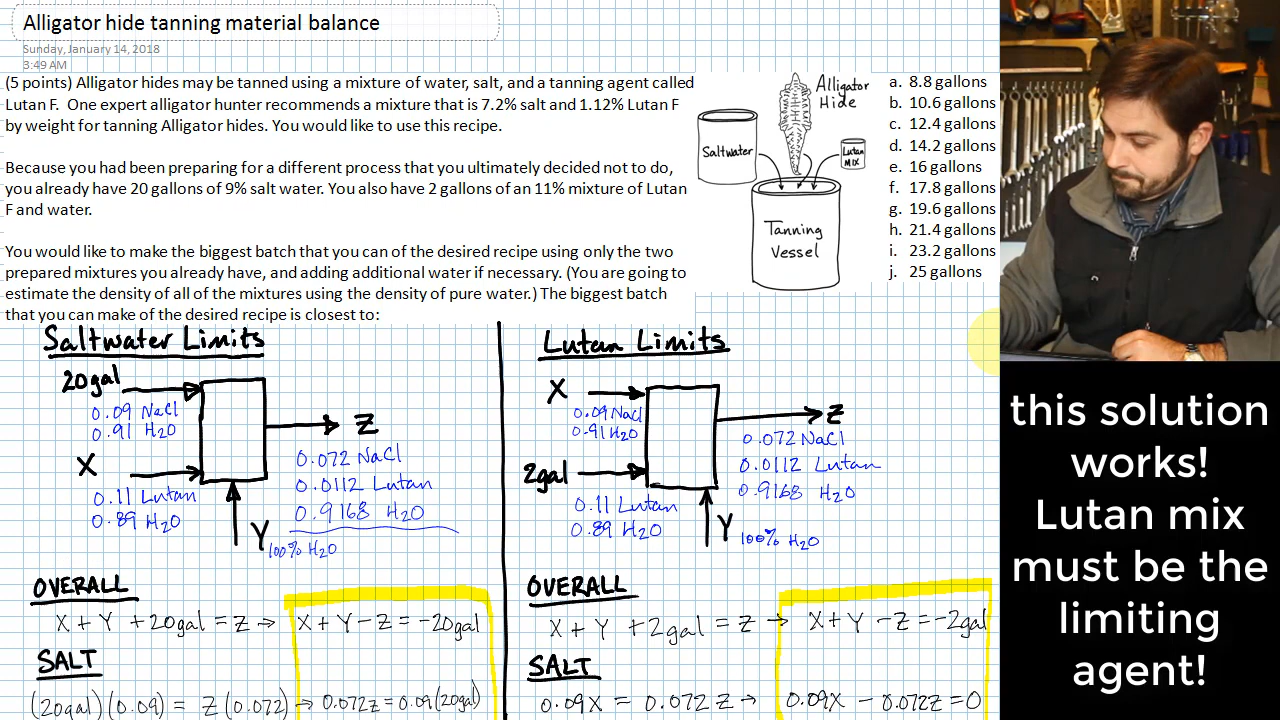 Alligator hide tanning material balance
Sunday, January 14, 2018
3:49 AM
(5 points) Alligator hides may be tanned using a mixture of water, salt, and a tanning agent called
Lutan F. One expert alligator hunter recommends a mixture that is 7.2% salt and 1.12% Lutan F
by weight for tanning Alligator hides. You would like to use this recipe.
Because you had been preparing for a different process that you ultimately decided not to do,
you already have 20 gallons of 9% salt water. You also have 2 gallons of an 11% mixture of Lutan
F and water.
You would like to make the biggest batch that you can of the desired recipe using only the two
prepared mixtures you already have, and adding additional water if necessary. (You are going to
estimate the density of all of the mixtures using the density of pure water.) The biggest batch
that you can make of the desired recipe is closest to:
Alligator
Hide
Saltwater
Lutan
MIX
Tanning
Vessel
a. 8.8 gallons
b. 10.6 gallons
c. 12.4 gallons
d. 14.2 gallons
e. 16 gallons
f. 17.8 gallons
g. 19.6 gallons
h. 21.4 gallons
i. 23.2 gallons
j. 25 gallons
Saltwater Limits
20gal
0.09 NaCl
0.91 H2O
X
0.11 Lutan
0.89 H2O
Z
0.072 NaCl
0.0112 Lutan
0.9168 H2O
Y
100% H2O
OVERALL
X + Y + 20gal = Z → X + Y - Z = -20gal
SALT
(20gal)(0.09) = Z(0.072) → 0.072Z = 0.09(20gal)
Lutan Limits
X
0.09 NaCl
0.91 H2O
2gal
0.11 Lutan
0.89 H2O
Z
0.072 NaCl
0.0112 Lutan
0.9168 H2O
Y
100% H2O
OVERALL
X + Y + 2gal = Z → X + Y - Z = -2gal
SALT
0.09X = 0.072 Z → 0.09X - 0.072Z = 0
this solution
works!
Lutan mix
must be the
limiting
agent!